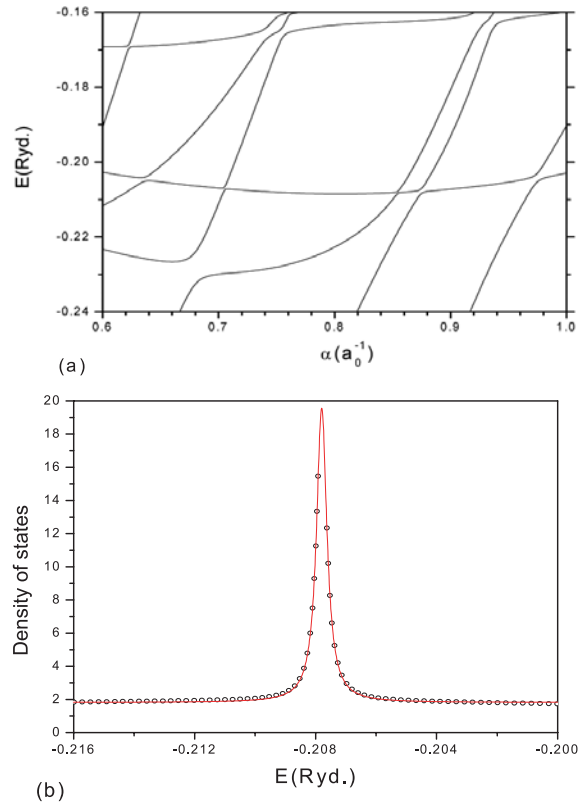 -0.16
-0.18
-0.20
-0.22
-0.24
E(Ryd.)
0.6 0.7 0.8 0.9 1.0
α(a₀⁻¹)
(a)
20
18
16
14
12
10
8
6
4
2
0
Density of states
-0.216 -0.212 -0.208 -0.204 -0.200
E(Ryd.)
(b)